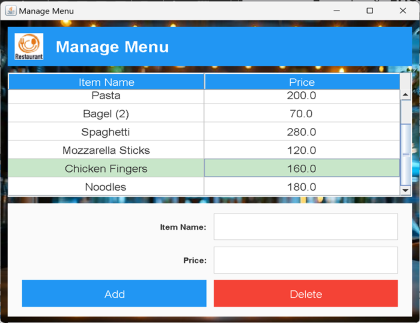 Manage Menu
Restaurant
Manage Menu
Item Name Price
Pasta 200.0
Bagel (2) 70.0
Spaghetti 280.0
Mozzarella Sticks 120.0
Chicken Fingers 160.0
Noodles 180.0
Item Name:
Price:
Add Delete